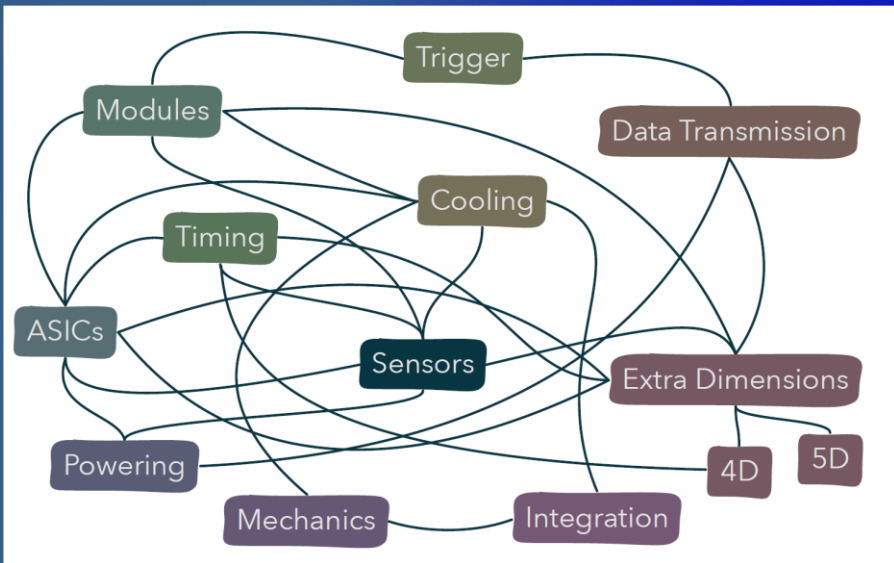 Trigger
Modules
Data Transmission
Cooling
Timing
ASICs
Sensors
Extra Dimensions
Powering
4D
5D
Mechanics
Integration